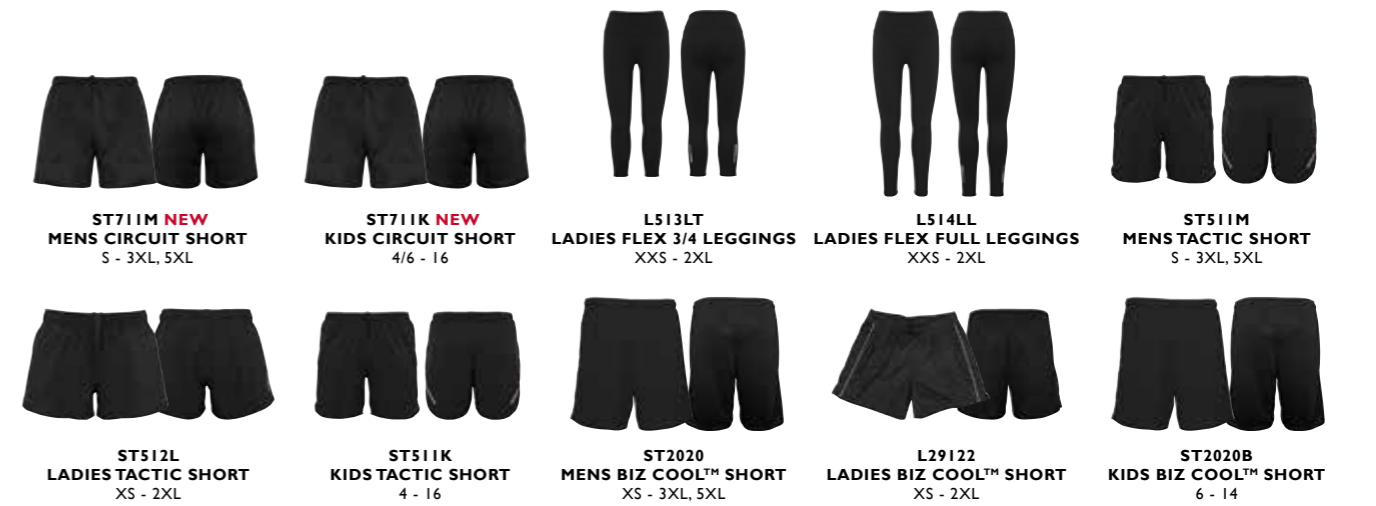 ST711M NEW
MENS CIRCUIT SHORT
S - 3XL, 5XL
ST711K NEW
KIDS CIRCUIT SHORT
4/6 - 16
L513LT
LADIES FLEX 3/4 LEGGINGS
XXS - 2XL
L514LL
LADIES FLEX FULL LEGGINGS
XXS - 2XL
ST511M
MENS TACTIC SHORT
S - 3XL, 5XL
ST512L
LADIES TACTIC SHORT
XS - 2XL
ST511K
KIDS TACTIC SHORT
4 - 16
ST2020
MENS BIZ COOL™ SHORT
XS - 3XL, 5XL
L29122
LADIES BIZ COOL™ SHORT
XS - 2XL
ST2020B
KIDS BIZ COOL™ SHORT
6 - 14